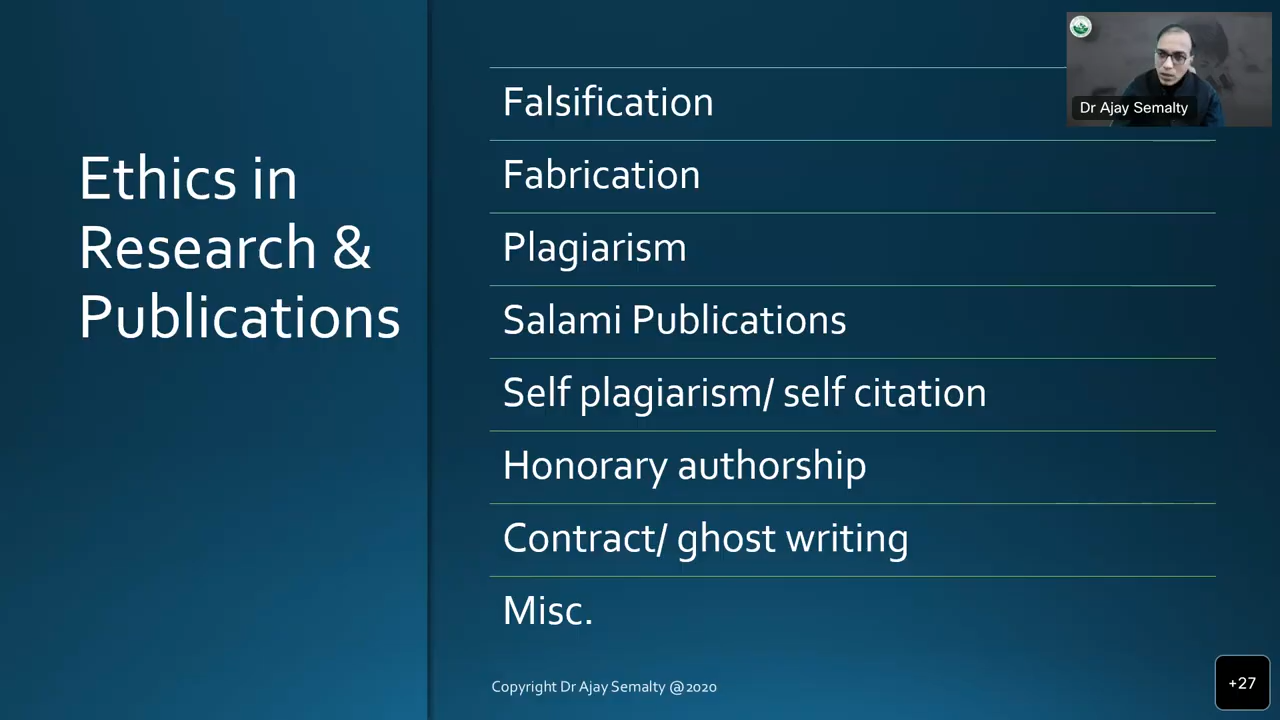 Ethics in
Research &
Publications
Falsification
Fabrication
Plagiarism
Salami Publications
Self plagiarism/ self citation
Honorary authorship
Contract/ ghost writing
Misc.
Copyright Dr Ajay Semalty @2020
Dr Ajay Semalty
+27